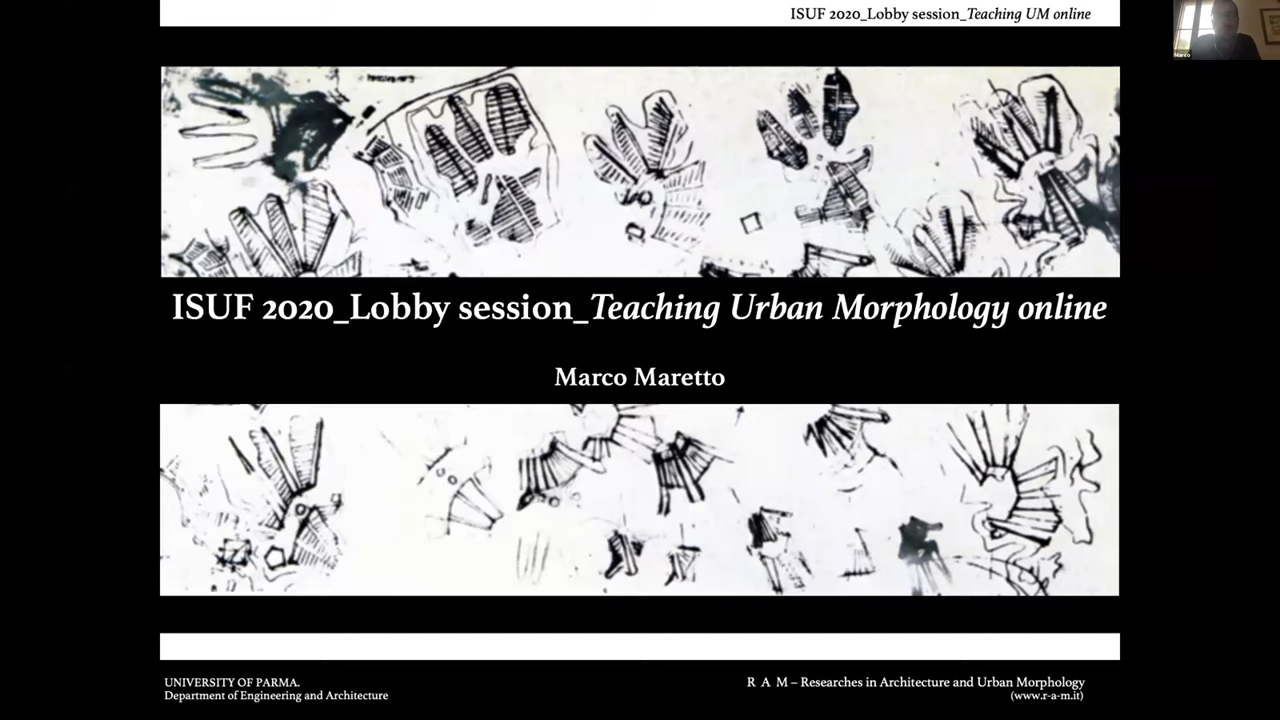 ISUF 2020_Lobby session_Teaching UM online
Marco
ISUF 2020_Lobby session_Teaching Urban Morphology online
Marco Maretto
UNIVERSITY OF PARMA.
Department of Engineering and Architecture
R A M – Researches in Architecture and Urban Morphology
(www.r-a-m.it)